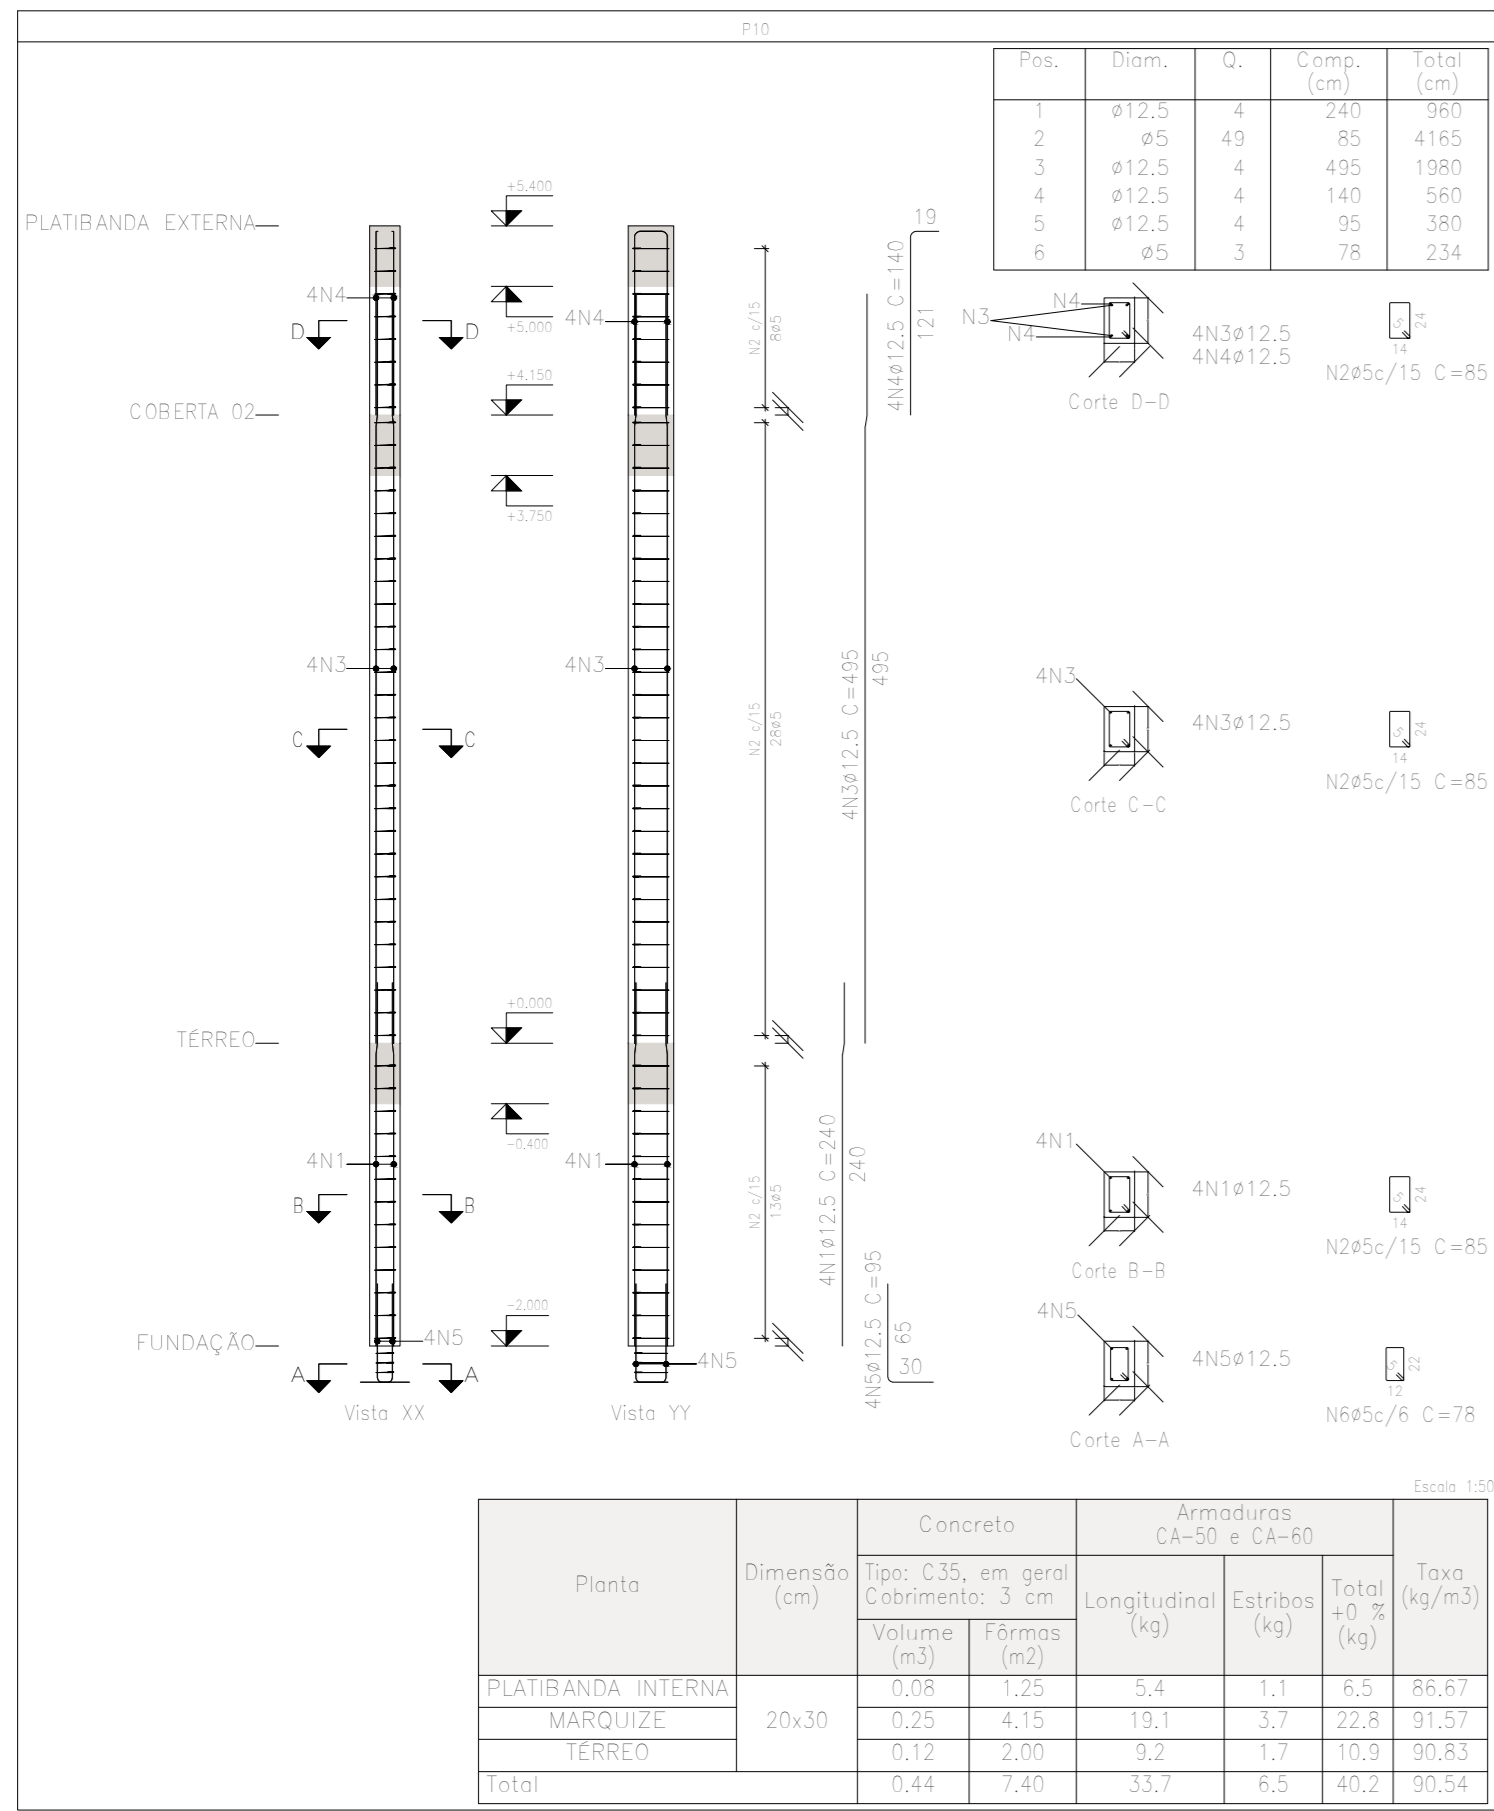 P10
Pos. Diam. Q. Comp. (cm) Total (cm)
1 ø12.5 4 240 960
2 ø5 49 85 4165
3 ø12.5 4 495 1980
4 ø12.5 4 140 560
5 ø12.5 4 95 380
6 ø5 3 78 234
PLATIBANDA EXTERNA
+5.400
19
4N4
4N4
+5.000
D D
N2 c/15
8ø5
4N4ø12.5 C=140
121
N3
N4
N4
4N3ø12.5
4N4ø12.5
Corte D-D
S
24
14
N2ø5c/15 C=85
COBERTA 02
+4.150
+3.750
4N3
4N3
C C
N2 c/15
28ø5
4N3ø12.5 C=495
495
4N3
4N3ø12.5
Corte C-C
S
24
14
N2ø5c/15 C=85
TÉRREO
+0.000
-0.400
4N1
4N1
B B
N2 c/15
13ø5
4N1ø12.5 C=240
240
4N1
4N1ø12.5
Corte B-B
S
24
14
N2ø5c/15 C=85
FUNDAÇÃO
-2.000
4N5
4N5
A A
4N5ø12.5 C=95
65
30
4N5
4N5ø12.5
Corte A-A
S
22
12
N6ø5c/6 C=78
Vista XX
Vista YY
Escala 1:50
Planta
Dimensão
(cm)
Concreto
Tipo: C35, em geral
Cobrimento: 3 cm
Volume
(m3)
Fôrmas
(m2)
Armaduras
CA-50 e CA-60
Longitudinal
(kg)
Estribos
(kg)
Total
+0 %
(kg)
Taxa
(kg/m3)
PLATIBANDA INTERNA 0.08 1.25 5.4 1.1 6.5 86.67
MARQUIZE 20x30 0.25 4.15 19.1 3.7 22.8 91.57
TÉRREO 0.12 2.00 9.2 1.7 10.9 90.83
Total 0.44 7.40 33.7 6.5 40.2 90.54